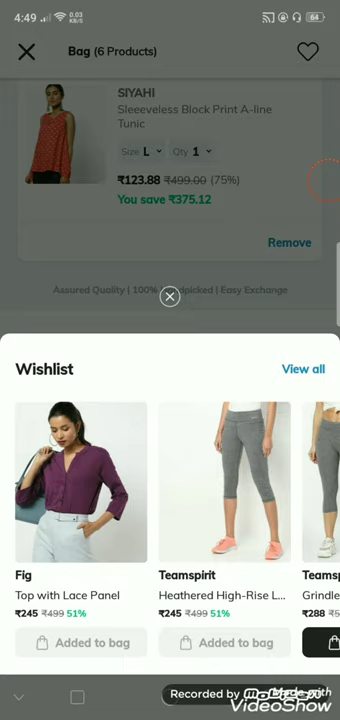 4:49
0.03
KB/S
64
Bag (6 Products)
SIYAHI
Sleeeveless Block Print A-line
Tunic
Size L Qty 1
₹123.88 ₹499.00 (75%)
You save ₹375.12
Remove
Assured Quality | 100% Handpicked | Easy Exchange
Wishlist
View all
Fig
Top with Lace Panel
₹245 ₹499 51%
Added to bag
Teamspirit
Heathered High-Rise L...
₹245 ₹499 51%
Added to bag
Teamsp
Grindle
₹288
Recorded by
Made with
VideoShow